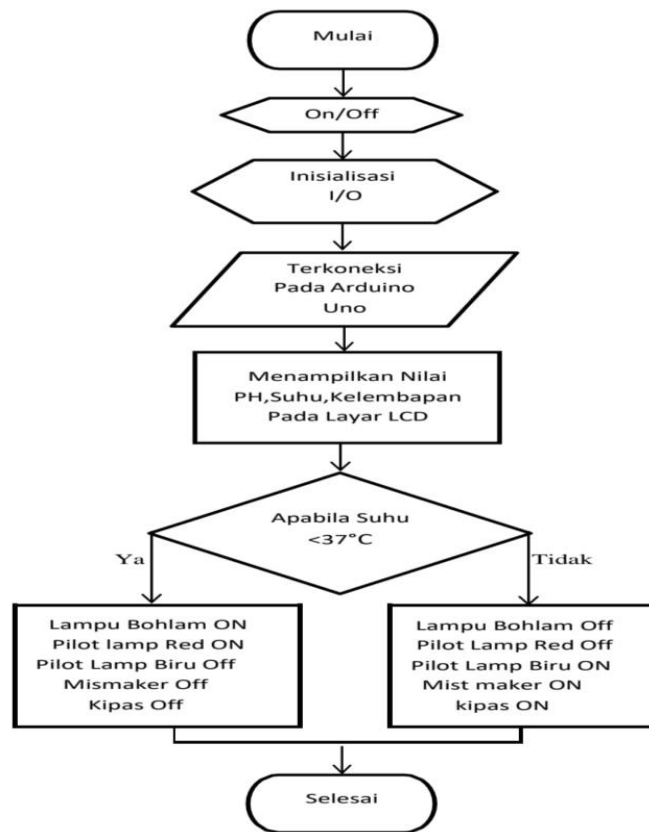 Mulai
On/Off
Inisialisasi
I/O
Terkoneksi
Pada Arduino
Uno
Menampilkan Nilai
PH,Suhu,Kelembapan
Pada Layar LCD
Apabila Suhu
<37°C
Ya
Tidak
Lampu Bohlam ON
Pilot lamp Red ON
Pilot Lamp Biru Off
Mismaker Off
Kipas Off
Lampu Bohlam Off
Pilot Lamp Red Off
Pilot Lamp Biru ON
Mist maker ON
kipas ON
Selesai